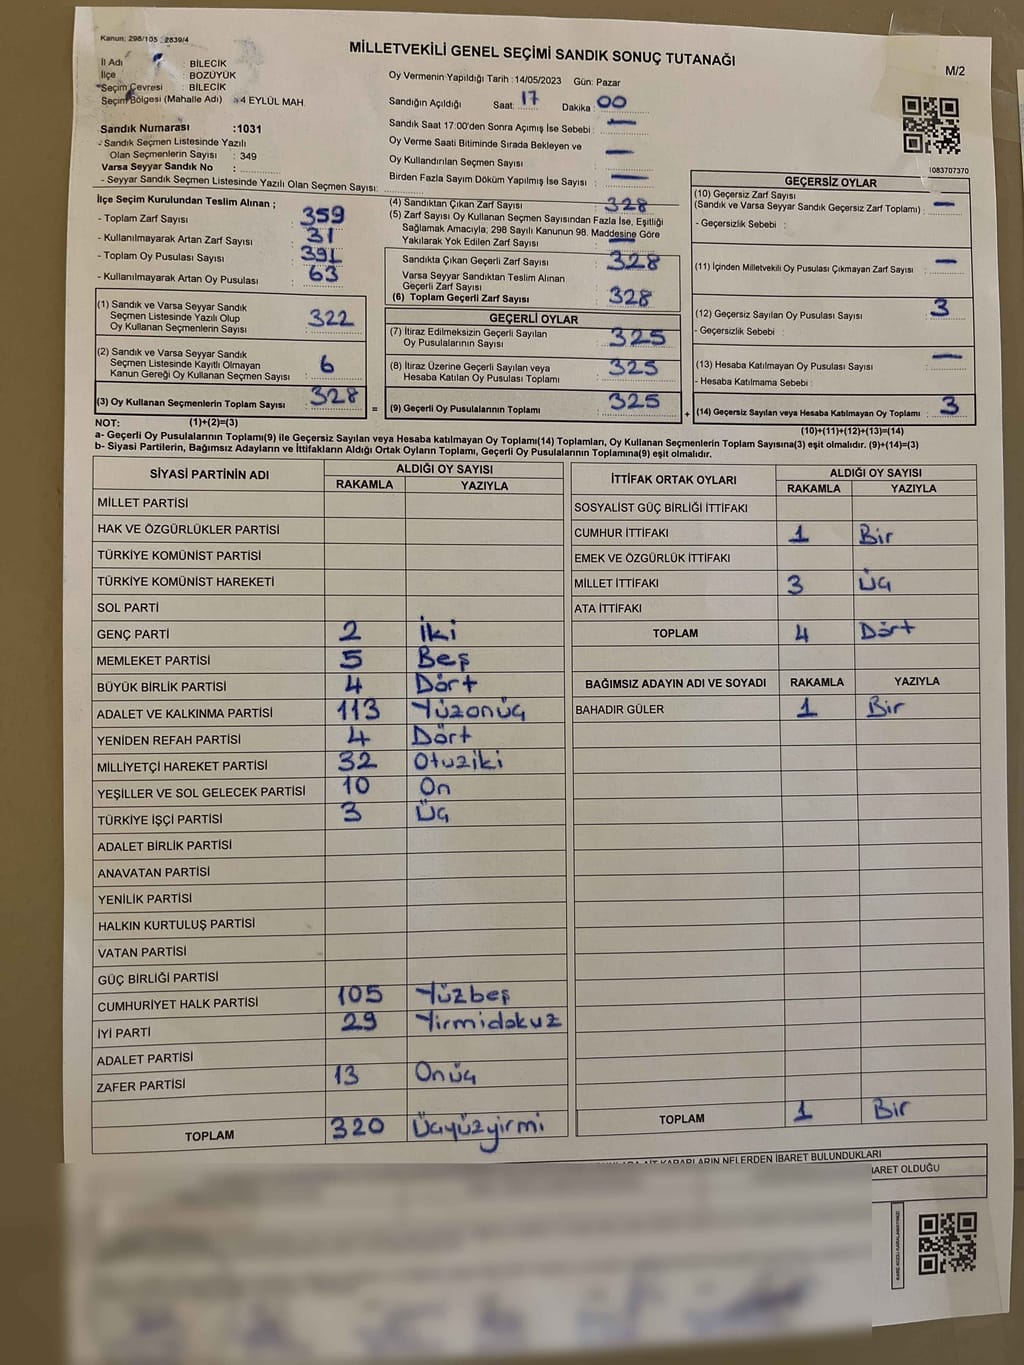 Kanun: 298/105 2839/4
MİLLETVEKİLİ GENEL SEÇİMİ SANDIK SONUÇ TUTANAĞI
M/2
İl Adı : BİLECİK
İlçe : BOZÜYÜK
Seçim Çevresi : BİLECİK
Seçim Bölgesi (Mahalle Adı) 4 EYLÜL MAH.
Sandık Numarası :1031
- Sandık Seçmen Listesinde Yazılı
Olan Seçmenlerin Sayısı : 349
Varsa Seyyar Sandık No :
- Seyyar Sandık Seçmen Listesinde Yazılı Olan Seçmen Sayısı:
Oy Vermenin Yapıldığı Tarih :14/05/2023 Gün: Pazar
Sandığın Açıldığı Saat: 17 Dakika : 00
Sandık Saat 17:00'den Sonra Açımış İse Sebebi : —
Oy Verme Saati Bitiminde Sırada Bekleyen ve
Oy Kullandırılan Seçmen Sayısı : —
Birden Fazla Sayım Döküm Yapılmış İse Sayısı : —
1083707370
İlçe Seçim Kurulundan Teslim Alınan ;
- Toplam Zarf Sayısı : 359
- Kullanılmayarak Artan Zarf Sayısı : 31
- Toplam Oy Pusulası Sayısı : 391
- Kullanılmayarak Artan Oy Pusulası : 63
(1) Sandık ve Varsa Seyyar Sandık
Seçmen Listesinde Yazılı Olup
Oy Kullanan Seçmenlerin Sayısı : 322
(2) Sandık ve Varsa Seyyar Sandık
Seçmen Listesinde Kayıtlı Olmayan
Kanun Gereği Oy Kullanan Seçmen Sayısı : 6
(3) Oy Kullanan Seçmenlerin Toplam Sayısı : 328
(1)+(2)=(3)
(4) Sandıktan Çıkan Zarf Sayısı : 328
(5) Zarf Sayısı Oy Kullanan Seçmen Sayısından Fazla İse, Eşitliği
Sağlamak Amacıyla; 298 Sayılı Kanunun 98. Maddesine Göre
Yakılarak Yok Edilen Zarf Sayısı : —
Sandıkta Çıkan Geçerli Zarf Sayısı : 328
Varsa Seyyar Sandıktan Teslim Alınan
Geçerli Zarf Sayısı :
(6) Toplam Geçerli Zarf Sayısı : 328
GEÇERLİ OYLAR
(7) İtiraz Edilmeksizin Geçerli Sayılan
Oy Pusulalarının Sayısı : 325
(8) İtiraz Üzerine Geçerli Sayılan veya
Hesaba Katılan Oy Pusulası Toplamı : 325
= (9) Geçerli Oy Pusulalarının Toplamı : 325
GEÇERSİZ OYLAR
(10) Geçersiz Zarf Sayısı
(Sandık ve Varsa Seyyar Sandık Geçersiz Zarf Toplamı) : —
- Geçersizlik Sebebi :
(11) İçinden Milletvekili Oy Pusulası Çıkmayan Zarf Sayısı : —
(12) Geçersiz Sayılan Oy Pusulası Sayısı : 3
- Geçersizlik Sebebi :
(13) Hesaba Katılmayan Oy Pusulası Sayısı : —
- Hesaba Katılmama Sebebi :
+ (14) Geçersiz Sayılan veya Hesaba Katılmayan Oy Toplamı : 3
(10)+(11)+(12)+(13)=(14)
NOT:
a- Geçerli Oy Pusulalarının Toplamı(9) ile Geçersiz Sayılan veya Hesaba katılmayan Oy Toplamı(14) Toplamları, Oy Kullanan Seçmenlerin Toplam Sayısına(3) eşit olmalıdır. (9)+(14)=(3)
b- Siyasi Partilerin, Bağımsız Adayların ve İttifakların Aldığı Ortak Oyların Toplamı, Geçerli Oy Pusulalarının Toplamına(9) eşit olmalıdır.
SİYASİ PARTİNİN ADI ALDIĞI OY SAYISI
RAKAMLA YAZIYLA
MİLLET PARTİSİ
HAK VE ÖZGÜRLÜKLER PARTİSİ
TÜRKİYE KOMÜNİST PARTİSİ
TÜRKİYE KOMÜNİST HAREKETİ
SOL PARTİ
GENÇ PARTİ 2 İki
MEMLEKET PARTİSİ 5 Beş
BÜYÜK BİRLİK PARTİSİ 4 Dört
ADALET VE KALKINMA PARTİSİ 113 Yüzonüç
YENİDEN REFAH PARTİSİ 4 Dört
MİLLİYETÇİ HAREKET PARTİSİ 32 Otuziki
YEŞİLLER VE SOL GELECEK PARTİSİ 10 On
TÜRKİYE İŞÇİ PARTİSİ 3 Üç
ADALET BİRLİK PARTİSİ
ANAVATAN PARTİSİ
YENİLİK PARTİSİ
HALKIN KURTULUŞ PARTİSİ
VATAN PARTİSİ
GÜÇ BİRLİĞİ PARTİSİ
CUMHURİYET HALK PARTİSİ 105 Yüzbeş
İYİ PARTİ 29 Yirmidokuz
ADALET PARTİSİ
ZAFER PARTİSİ 13 Onüç
TOPLAM 320 Üçyüzyirmi
İTTİFAK ORTAK OYLARI ALDIĞI OY SAYISI
RAKAMLA YAZIYLA
SOSYALİST GÜÇ BİRLİĞİ İTTİFAKI
CUMHUR İTTİFAKI 1 Bir
EMEK VE ÖZGÜRLÜK İTTİFAKI
MİLLET İTTİFAKI 3 Üç
ATA İTTİFAKI
TOPLAM 4 Dört
BAĞIMSIZ ADAYIN ADI VE SOYADI RAKAMLA YAZIYLA
BAHADIR GÜLER 1 Bir
TOPLAM 1 Bir
KARARLARIN NELERDEN İBARET BULUNDUKLARI
OLDUĞU